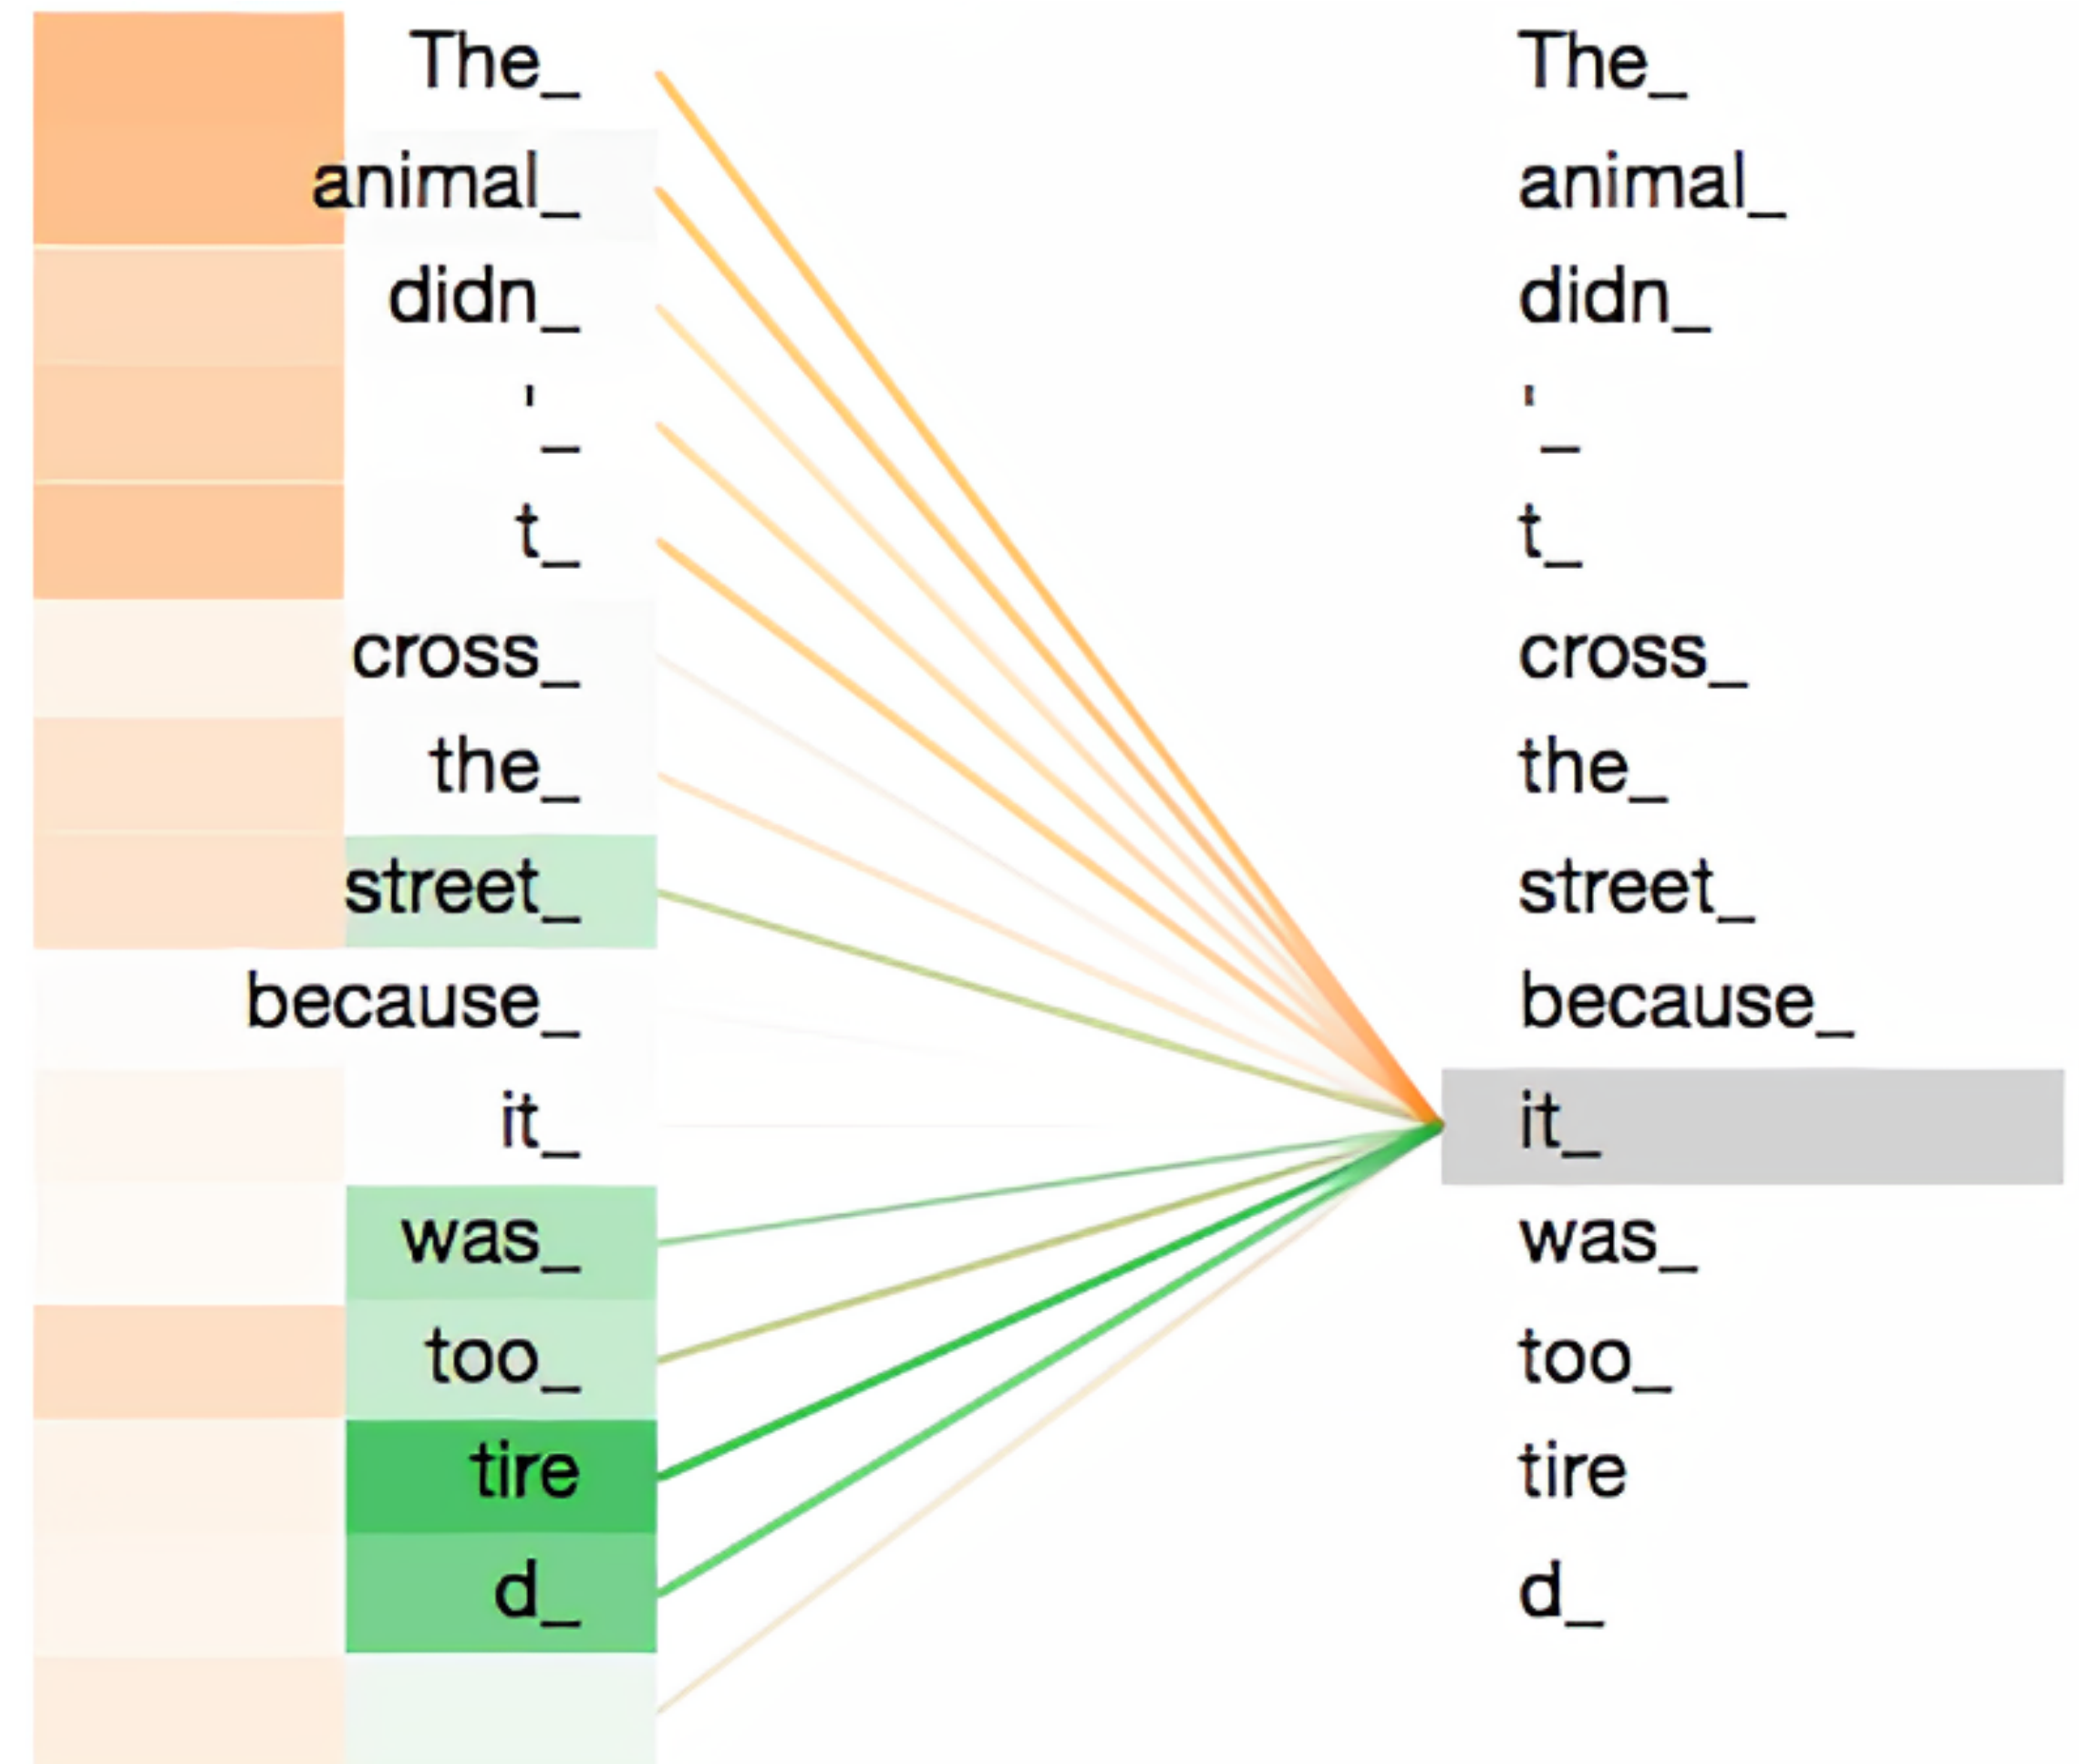 The_ The_
animal_ animal_
didn_ didn_
'_ '_
t_ t_
cross_ cross_
the_ the_
street_ street_
because_ because_
it_ it_
was_ was_
too_ too_
tire tire
d_ d_